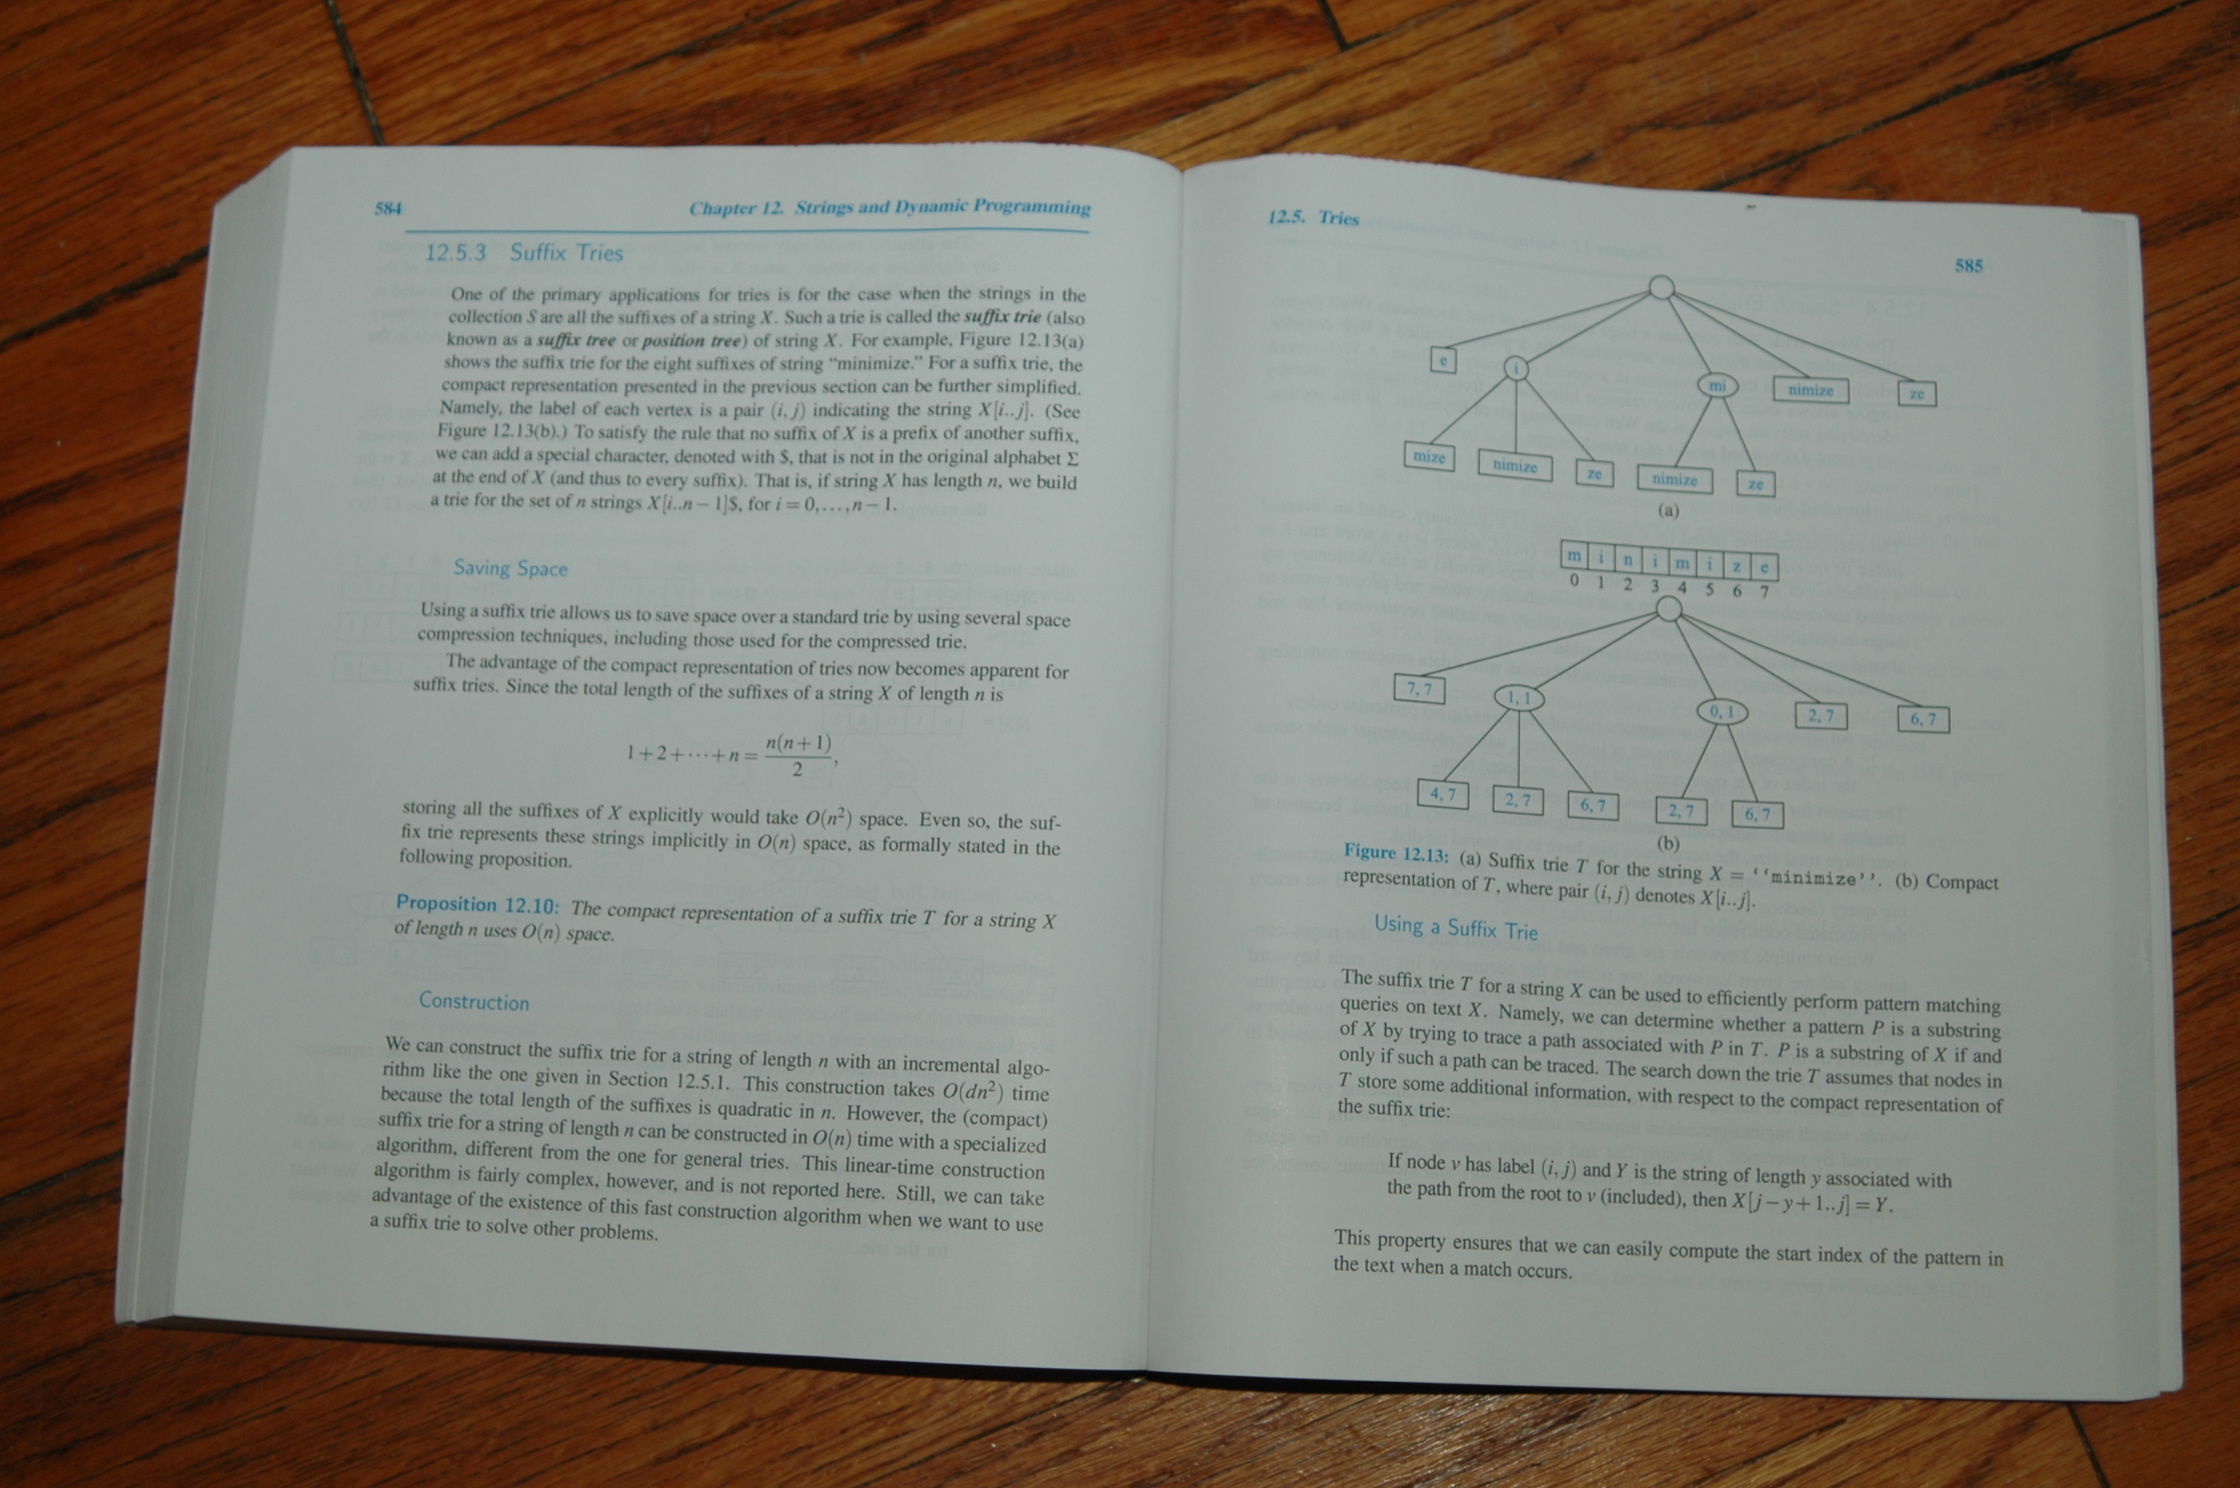 584
Chapter 12. Strings and Dynamic Programming
12.5.3 Suffix Tries
One of the primary applications for tries is for the case when the strings in the
collection S are all the suffixes of a string X. Such a trie is called the suffix trie (also
known as a suffix tree or position tree) of string X. For example, Figure 12.13(a)
shows the suffix trie for the eight suffixes of string "minimize." For a suffix trie, the
compact representation presented in the previous section can be further simplified.
Namely, the label of each vertex is a pair (i, j) indicating the string X[i..j]. (See
Figure 12.13(b).) To satisfy the rule that no suffix of X is a prefix of another suffix,
we can add a special character, denoted with $, that is not in the original alphabet Σ
at the end of X (and thus to every suffix). That is, if string X has length n, we build
a trie for the set of n strings X[i..n − 1]$, for i = 0,...,n − 1.
Saving Space
Using a suffix trie allows us to save space over a standard trie by using several space
compression techniques, including those used for the compressed trie.
The advantage of the compact representation of tries now becomes apparent for
suffix tries. Since the total length of the suffixes of a string X of length n is
1 + 2 + ··· + n = n(n+1)/2,
storing all the suffixes of X explicitly would take O(n²) space. Even so, the suf-
fix trie represents these strings implicitly in O(n) space, as formally stated in the
following proposition.
Proposition 12.10: The compact representation of a suffix trie T for a string X
of length n uses O(n) space.
Construction
We can construct the suffix trie for a string of length n with an incremental algo-
rithm like the one given in Section 12.5.1. This construction takes O(dn²) time
because the total length of the suffixes is quadratic in n. However, the (compact)
suffix trie for a string of length n can be constructed in O(n) time with a specialized
algorithm, different from the one for general tries. This linear-time construction
algorithm is fairly complex, however, and is not reported here. Still, we can take
advantage of the existence of this fast construction algorithm when we want to use
a suffix trie to solve other problems.
12.5. Tries
585
e
i
mi
nimize
ze
mize
nimize
ze
nimize
ze
(a)
m i n i m i z e
0 1 2 3 4 5 6 7
7, 7
1, 1
0, 1
2, 7
6, 7
4, 7
2, 7
6, 7
2, 7
6, 7
(b)
Figure 12.13: (a) Suffix trie T for the string X = ''minimize''. (b) Compact
representation of T, where pair (i, j) denotes X[i..j].
Using a Suffix Trie
The suffix trie T for a string X can be used to efficiently perform pattern matching
queries on text X. Namely, we can determine whether a pattern P is a substring
of X by trying to trace a path associated with P in T. P is a substring of X if and
only if such a path can be traced. The search down the trie T assumes that nodes in
T store some additional information, with respect to the compact representation of
the suffix trie:
If node v has label (i, j) and Y is the string of length y associated with
the path from the root to v (included), then X[j − y + 1..j] = Y.
This property ensures that we can easily compute the start index of the pattern in
the text when a match occurs.